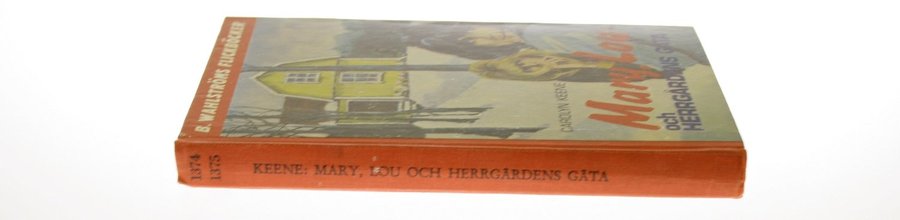 B. WAHLSTRÖMS FLICKBÖCKER
CAROLYN KEENE
Mary Lou
och
HERRGÅRDENS GÅTA
1374
1375
KEENE: MARY, LOU OCH HERRGÅRDENS GÅTA